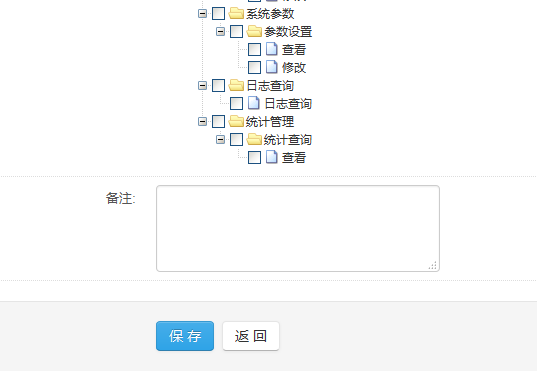 系统参数
参数设置
查看
修改
日志查询
日志查询
统计管理
统计查询
查看
备注:
保 存 返 回